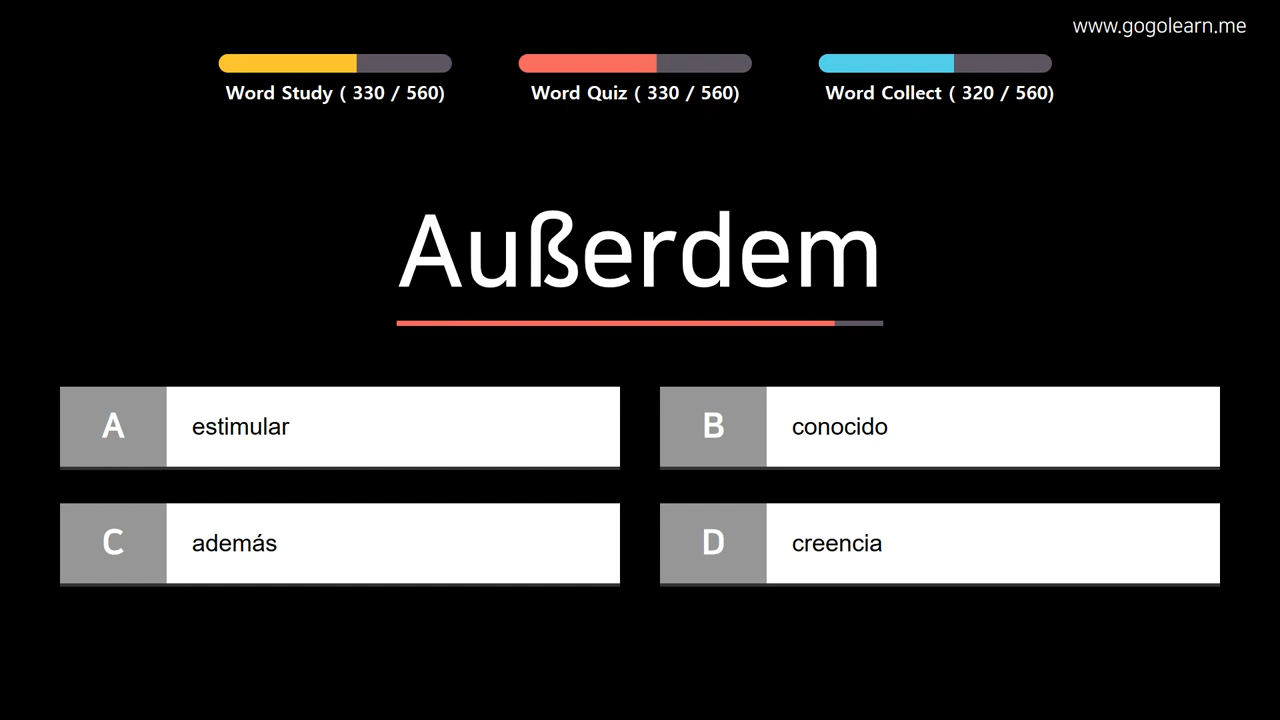 www.gogolearn.me
Word Study ( 330 / 560)
Word Quiz ( 330 / 560)
Word Collect ( 320 / 560)
Außerdem
A estimular
B conocido
C además
D creencia